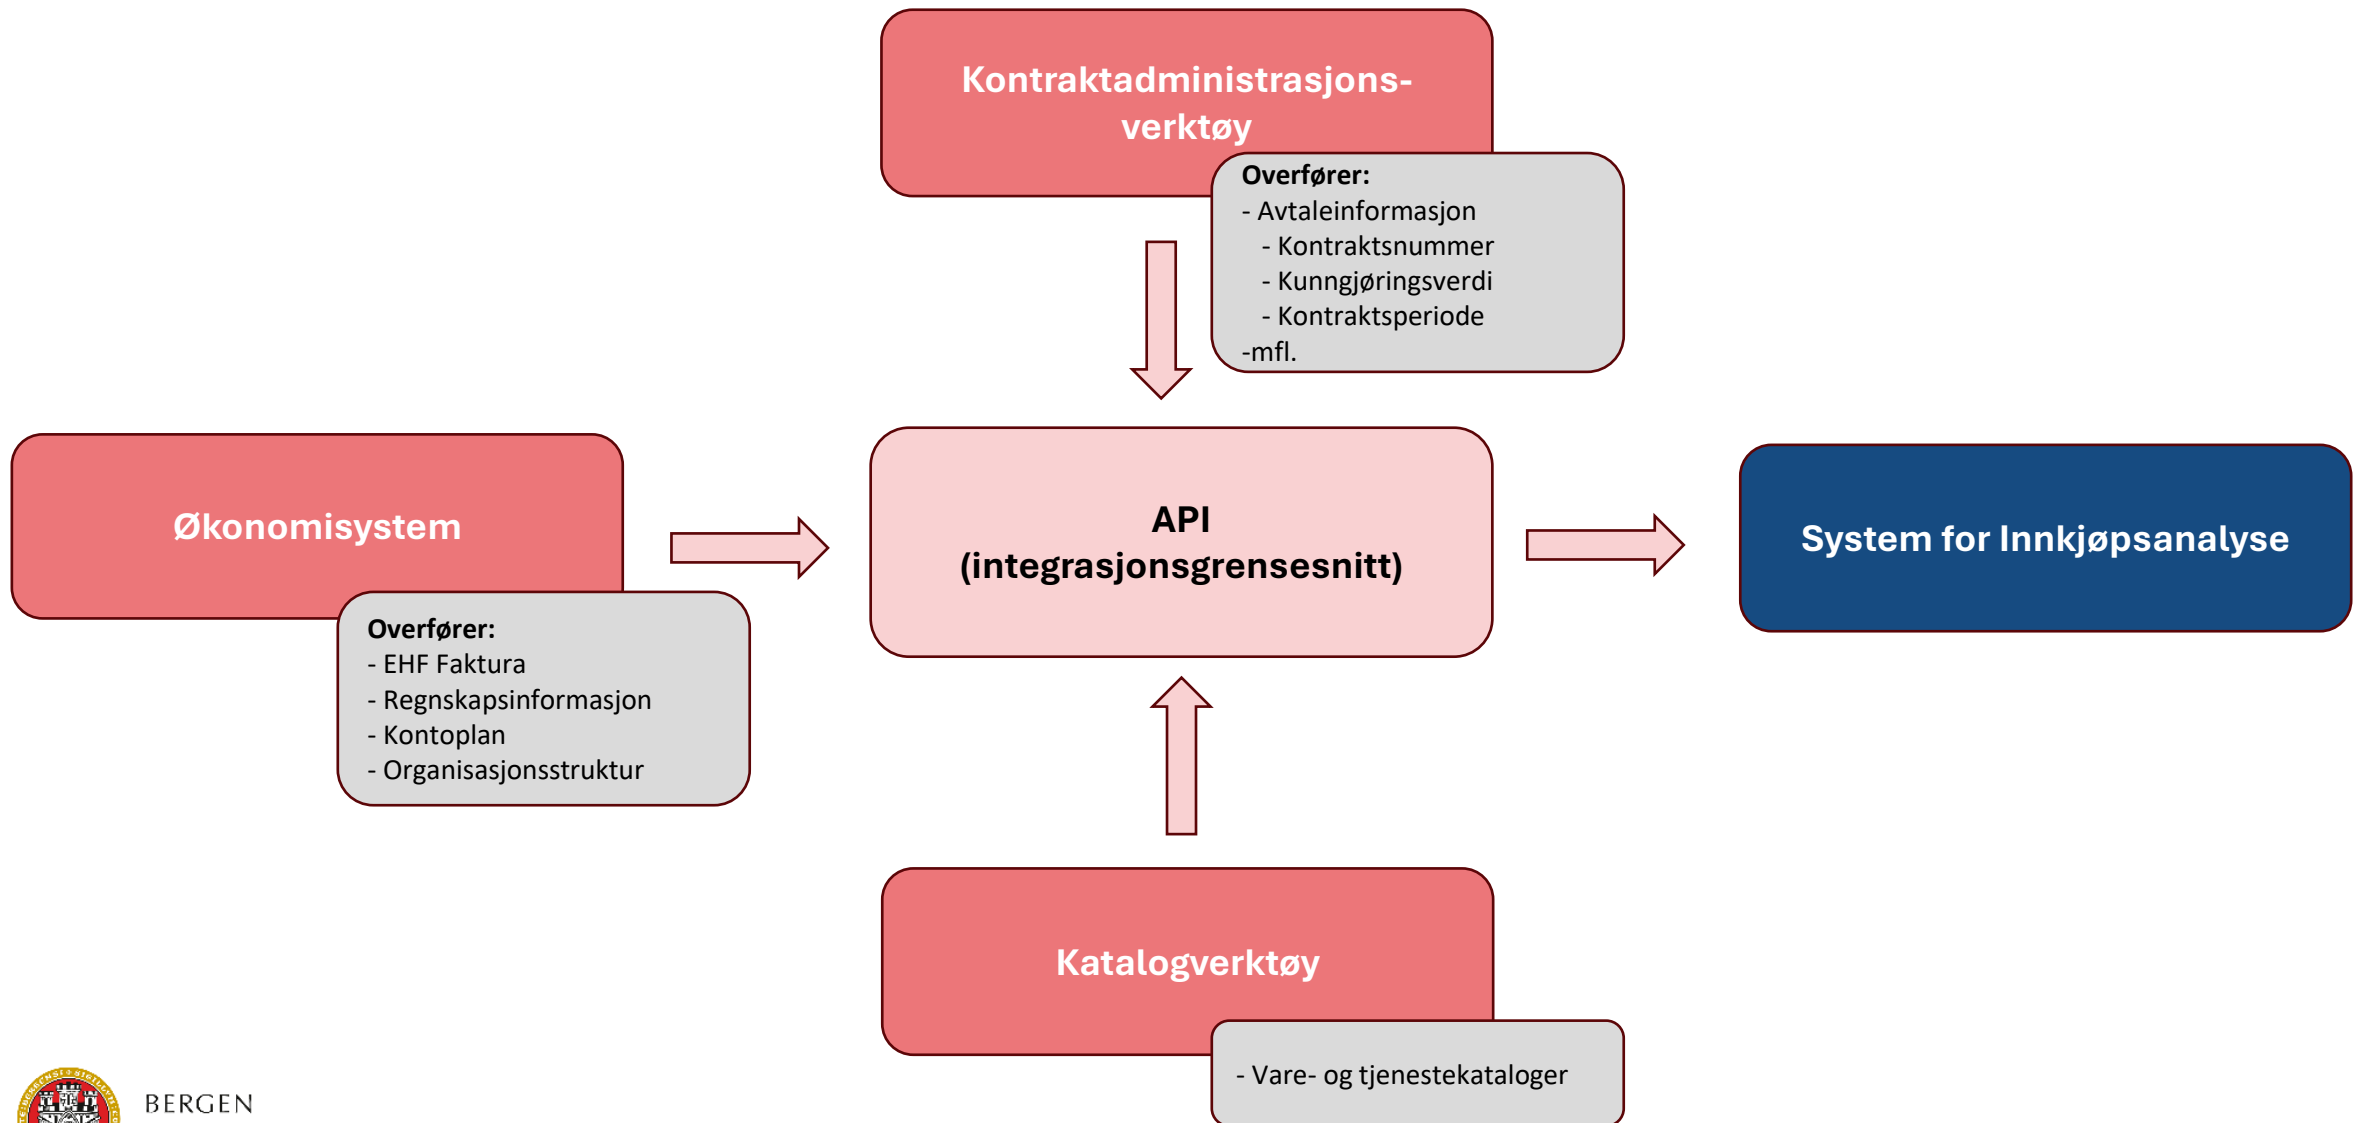 Kontraktadministrasjons-
verktøy
Overfører:
- Avtaleinformasjon
- Kontraktsnummer
- Kunngjøringsverdi
- Kontraktsperiode
-mfl.
Økonomisystem
Overfører:
- EHF Faktura
- Regnskapsinformasjon
- Kontoplan
- Organisasjonsstruktur
API
(integrasjonsgrensesnitt)
System for Innkjøpsanalyse
Katalogverktøy
- Vare- og tjenestekataloger
BERGEN